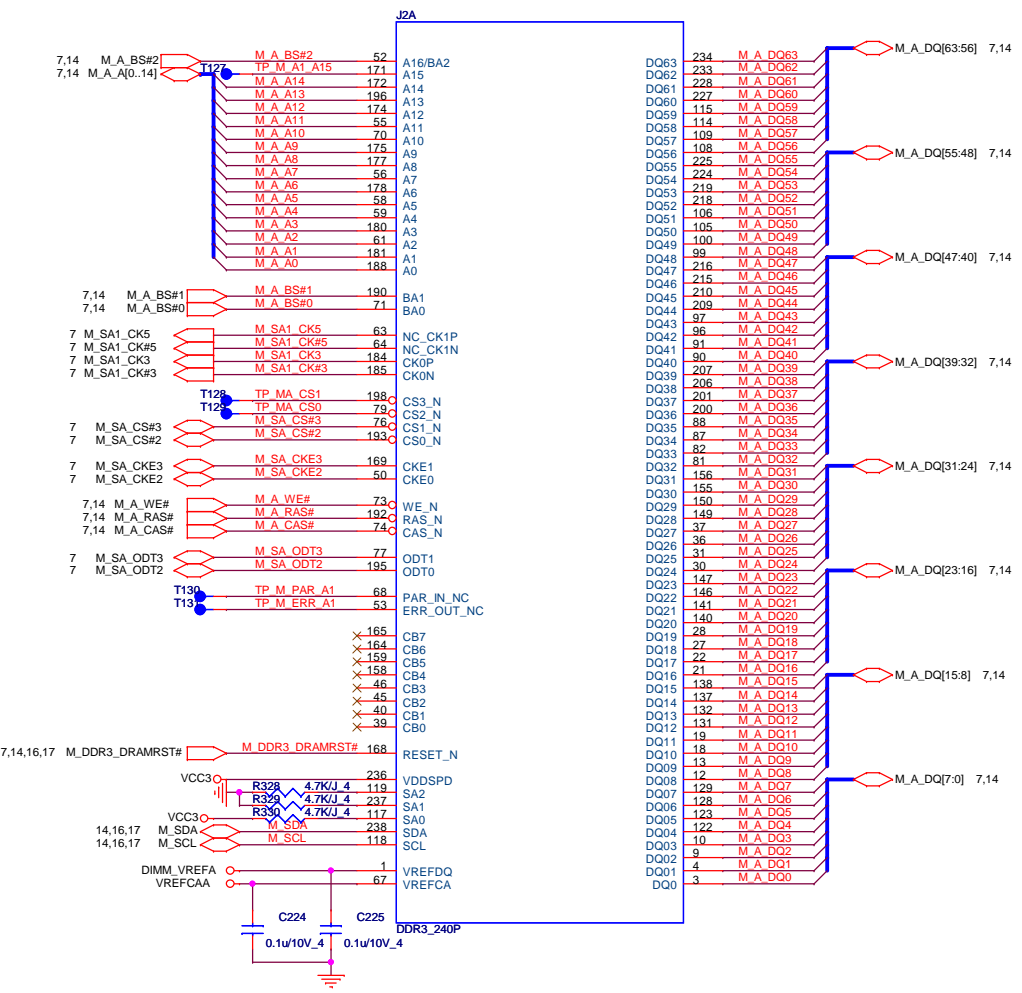 J2A
7,14 M_A_BS#2 M_A_BS#2 52 A16/BA2
7,14 M_A_A[0..14] T127 TP_M_A1_A15 171 A15
M_A_A14 172 A14
M_A_A13 196 A13
M_A_A12 174 A12
M_A_A11 55 A11
M_A_A10 70 A10
M_A_A9 175 A9
M_A_A8 177 A8
M_A_A7 56 A7
M_A_A6 178 A6
M_A_A5 58 A5
M_A_A4 59 A4
M_A_A3 180 A3
M_A_A2 61 A2
M_A_A1 181 A1
M_A_A0 188 A0
7,14 M_A_BS#1 M_A_BS#1 190 BA1
7,14 M_A_BS#0 M_A_BS#0 71 BA0
7 M_SA1_CK5 M_SA1_CK5 63 NC_CK1P
7 M_SA1_CK#5 M_SA1_CK#5 64 NC_CK1N
7 M_SA1_CK3 M_SA1_CK3 184 CK0P
7 M_SA1_CK#3 M_SA1_CK#3 185 CK0N
T128 TP_MA_CS1 198 CS3_N
T129 TP_MA_CS0 79 CS2_N
7 M_SA_CS#3 M_SA_CS#3 76 CS1_N
7 M_SA_CS#2 M_SA_CS#2 193 CS0_N
7 M_SA_CKE3 M_SA_CKE3 169 CKE1
7 M_SA_CKE2 M_SA_CKE2 50 CKE0
7,14 M_A_WE# M_A_WE# 73 WE_N
7,14 M_A_RAS# M_A_RAS# 192 RAS_N
7,14 M_A_CAS# M_A_CAS# 74 CAS_N
7 M_SA_ODT3 M_SA_ODT3 77 ODT1
7 M_SA_ODT2 M_SA_ODT2 195 ODT0
T130 TP_M_PAR_A1 68 PAR_IN_NC
T131 TP_M_ERR_A1 53 ERR_OUT_NC
165 CB7
164 CB6
159 CB5
158 CB4
46 CB3
45 CB2
40 CB1
39 CB0
7,14,16,17 M_DDR3_DRAMRST# M_DDR3_DRAMRST# 168 RESET_N
VCC3 236 VDDSPD
R328 4.7K/J_4 119 SA2
R329 4.7K/J_4 237 SA1
VCC3 R330 4.7K/J_4 117 SA0
14,16,17 M_SDA M_SDA 238 SDA
14,16,17 M_SCL M_SCL 118 SCL
DIMM_VREFA 1 VREFDQ
VREFCAA 67 VREFCA
C224 C225
0.1u/10V_4 0.1u/10V_4
DDR3_240P
DQ63 234 M_A_DQ63 M_A_DQ[63:56] 7,14
DQ62 233 M_A_DQ62
DQ61 228 M_A_DQ61
DQ60 227 M_A_DQ60
DQ59 115 M_A_DQ59
DQ58 114 M_A_DQ58
DQ57 109 M_A_DQ57
DQ56 108 M_A_DQ56
DQ55 225 M_A_DQ55 M_A_DQ[55:48] 7,14
DQ54 224 M_A_DQ54
DQ53 219 M_A_DQ53
DQ52 218 M_A_DQ52
DQ51 106 M_A_DQ51
DQ50 105 M_A_DQ50
DQ49 100 M_A_DQ49
DQ48 99 M_A_DQ48
DQ47 216 M_A_DQ47 M_A_DQ[47:40] 7,14
DQ46 215 M_A_DQ46
DQ45 210 M_A_DQ45
DQ44 209 M_A_DQ44
DQ43 97 M_A_DQ43
DQ42 96 M_A_DQ42
DQ41 91 M_A_DQ41
DQ40 90 M_A_DQ40
DQ39 207 M_A_DQ39 M_A_DQ[39:32] 7,14
DQ38 206 M_A_DQ38
DQ37 201 M_A_DQ37
DQ36 200 M_A_DQ36
DQ35 88 M_A_DQ35
DQ34 87 M_A_DQ34
DQ33 82 M_A_DQ33
DQ32 81 M_A_DQ32
DQ31 156 M_A_DQ31 M_A_DQ[31:24] 7,14
DQ30 155 M_A_DQ30
DQ29 150 M_A_DQ29
DQ28 149 M_A_DQ28
DQ27 37 M_A_DQ27
DQ26 36 M_A_DQ26
DQ25 31 M_A_DQ25
DQ24 30 M_A_DQ24
DQ23 147 M_A_DQ23 M_A_DQ[23:16] 7,14
DQ22 146 M_A_DQ22
DQ21 141 M_A_DQ21
DQ20 140 M_A_DQ20
DQ19 28 M_A_DQ19
DQ18 27 M_A_DQ18
DQ17 22 M_A_DQ17
DQ16 21 M_A_DQ16
DQ15 138 M_A_DQ15 M_A_DQ[15:8] 7,14
DQ14 137 M_A_DQ14
DQ13 132 M_A_DQ13
DQ12 131 M_A_DQ12
DQ11 19 M_A_DQ11
DQ10 18 M_A_DQ10
DQ09 13 M_A_DQ9
DQ08 12 M_A_DQ8
DQ07 129 M_A_DQ7 M_A_DQ[7:0] 7,14
DQ06 128 M_A_DQ6
DQ05 123 M_A_DQ5
DQ04 122 M_A_DQ4
DQ03 10 M_A_DQ3
DQ02 9 M_A_DQ2
DQ01 4 M_A_DQ1
DQ0 3 M_A_DQ0